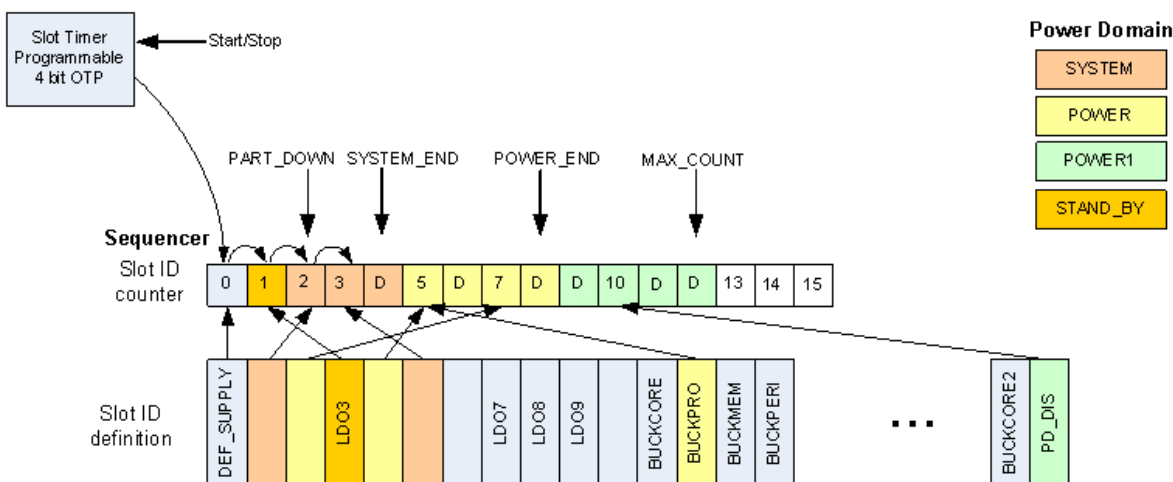 Slot Timer
Programmable
4 bit OTP
Start/Stop
Power Domain
SYSTEM
POWER
POWER1
STAND_BY
PART_DOWN SYSTEM_END POWER_END MAX_COUNT
Sequencer
Slot ID
counter
0 1 2 3 D 5 D 7 D D 10 D D 13 14 15
Slot ID
definition
DEF_SUPPLY
LDO3
LDO7
LDO8
LDO9
BUCKCORE
BUCKPRO
BUCKMEM
BUCKPERI
...
BUCKCORE2
PD_DIS